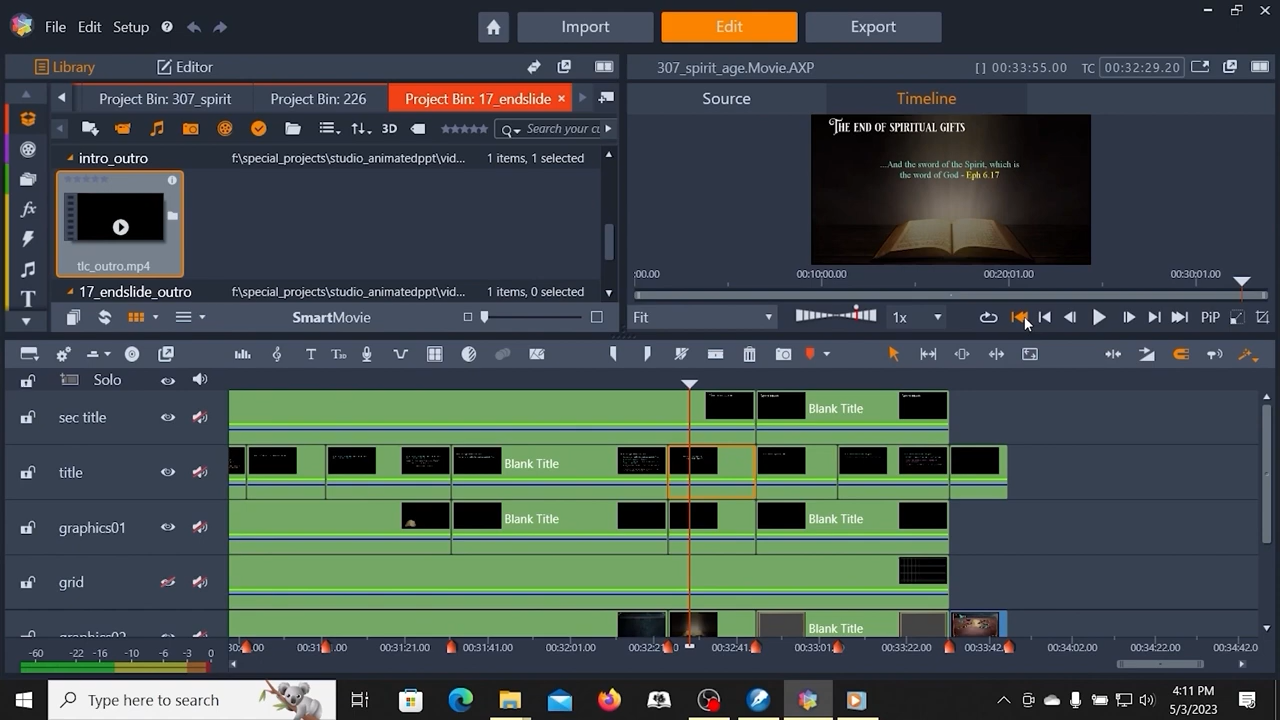 File Edit Setup
Import Edit Export
Library Editor
307_spirit_age.Movie.AXP
[ ] 00:33:55.00 TC 00:32:29.20
Project Bin: 307_spirit Project Bin: 226 Project Bin: 17_endslide ×
Source Timeline
3D Search your cu
intro_outro f:\special_projects\studio_animatedppt\vid... 1 items, 1 selected
tlc_outro.mp4
17_endslide_outro f:\special_projects\studio_animatedppt\vid... 1 items, 0 selected
SmartMovie
The End of Spiritual Gifts
...And the sword of the Spirit, which is
the word of God - Eph 6.17
:00.00 00:10:00.00 00:20:01.00 00:30:01.00
Fit 1x PiP
Solo
sec title Blank Title
title Blank Title
graphics01 Blank Title Blank Title
grid
graphics02 Blank Title
-60 -22 -16 -10 -6 -3 0
00:31:21.00 00:31:41.00 00:32:01.00 00:32:41.00 00:33:01.00 00:33:22.00 00:33:42.00 00:34:02.00 00:34:22.00 00:34:42.0
Type here to search
4:11 PM
5/3/2023